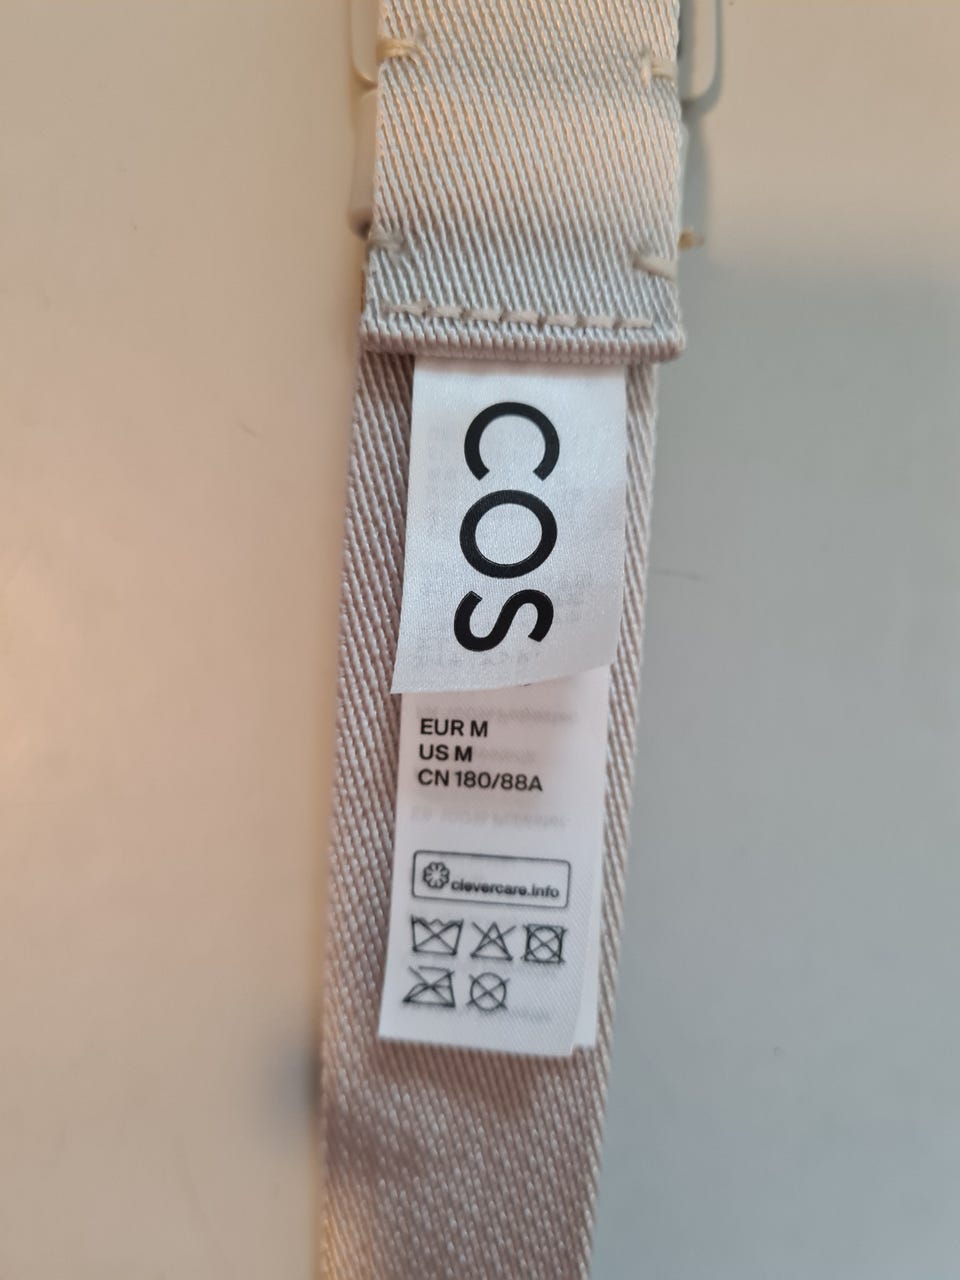 COS
EUR M
US M
CN 180/88A
clevercare.info